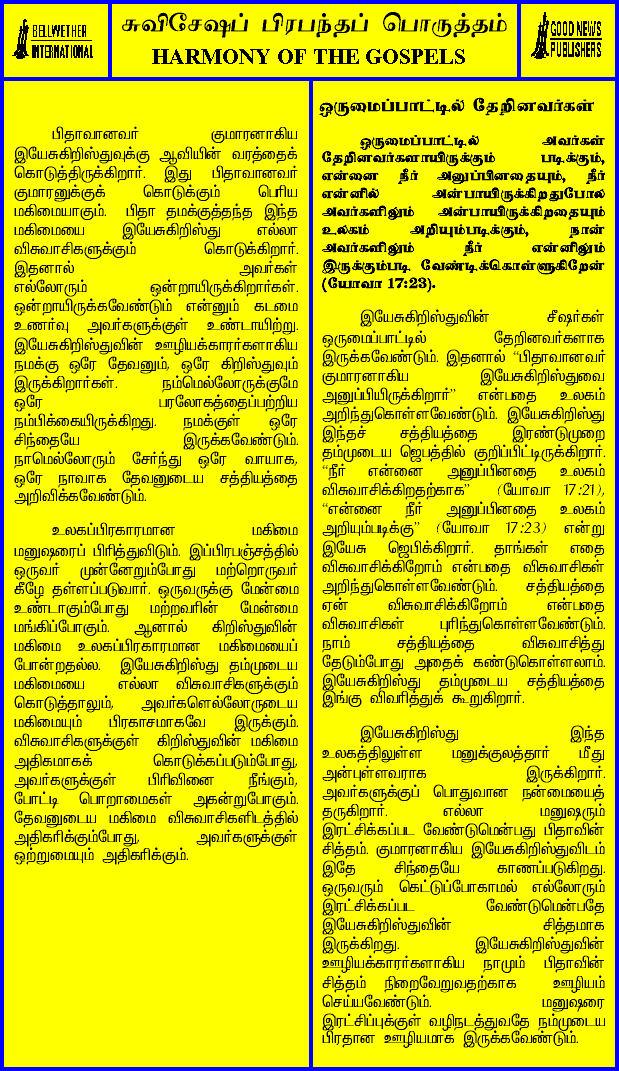 BELLWETHER
INTERNATIONAL
சுவிசேஷப் பிரபந்தப் பொருத்தம்
HARMONY OF THE GOSPELS
GOOD NEWS
PUBLISHERS
பிதாவானவர் குமாரனாகிய
இயேசுகிறிஸ்துவுக்கு ஆவியின் வரத்தைக்
கொடுத்திருக்கிறார். இது பிதாவானவர்
குமாரனுக்குக் கொடுக்கும் பெரிய
மகிமையாகும். பிதா தமக்குத்தந்த இந்த
மகிமையை இயேசுகிறிஸ்து எல்லா
விசுவாசிகளுக்கும் கொடுக்கிறார்.
இதனால் அவர்கள்
எல்லோரும் ஒன்றாயிருக்கிறார்கள்.
ஒன்றாயிருக்கவேண்டும் என்னும் கடமை
உணர்வு அவர்களுக்குள் உண்டாயிற்று.
இயேசுகிறிஸ்துவின் ஊழியக்காரர்களாகிய
நமக்கு ஒரே தேவனும், ஒரே கிறிஸ்துவும்
இருக்கிறார்கள். நம்மெல்லோருக்குமே
ஒரே பரலோகத்தைப்பற்றிய
நம்பிக்கையிருக்கிறது. நமக்குள் ஒரே
சிந்தையே இருக்கவேண்டும்.
நாமெல்லோரும் சேர்ந்து ஒரே வாயாக,
ஒரே நாவாக தேவனுடைய சத்தியத்தை
அறிவிக்கவேண்டும்.
உலகப்பிரகாரமான மகிமை
மனுஷரைப் பிரித்துவிடும். இப்பிரபஞ்சத்தில்
ஒருவர் முன்னேறும்போது மற்றொருவர்
கீழே தள்ளப்படுவார். ஒருவருக்கு மேன்மை
உண்டாகும்போது மற்றவரின் மேன்மை
மங்கிப்போகும். ஆனால் கிறிஸ்துவின்
மகிமை உலகப்பிரகாரமான மகிமையைப்
போன்றதல்ல. இயேசுகிறிஸ்து தம்முடைய
மகிமையை எல்லா விசுவாசிகளுக்கும்
கொடுத்தாலும், அவர்களெல்லோருடைய
மகிமையும் பிரகாசமாகவே இருக்கும்.
விசுவாசிகளுக்குள் கிறிஸ்துவின் மகிமை
அதிகமாகக் கொடுக்கப்படும்போது,
அவர்களுக்குள் பிரிவினை நீங்கும்,
போட்டி பொறாமைகள் அகன்றுபோகும்.
தேவனுடைய மகிமை விசுவாசிகளிடத்தில்
அதிகரிக்கும்போது, அவர்களுக்குள்
ஒற்றுமையும் அதிகரிக்கும்.
ஒருமைப்பாட்டில் தேறினவர்கள்
ஒருமைப்பாட்டில் அவர்கள்
தேறினவர்களாயிருக்கும் படிக்கும்,
என்னை நீர் அனுப்பினதையும், நீர்
என்னில் அன்பாயிருக்கிறதுபோல
அவர்களிலும் அன்பாயிருக்கிறதையும்
உலகம் அறியும்படிக்கும், நான்
அவர்களிலும் நீர் என்னிலும்
இருக்கும்படி வேண்டிக்கொள்ளுகிறேன்
(யோவா 17:23).
இயேசுகிறிஸ்துவின் சீஷர்கள்
ஒருமைப்பாட்டில் தேறினவர்களாக
இருக்கவேண்டும். இதனால் “பிதாவானவர்
குமாரனாகிய இயேசுகிறிஸ்துவை
அனுப்பியிருக்கிறார்” என்பதை உலகம்
அறிந்துகொள்ளவேண்டும். இயேசுகிறிஸ்து
இந்தச் சத்தியத்தை இரண்டுமுறை
தம்முடைய ஜெபத்தில் குறிப்பிட்டிருக்கிறார்.
“நீர் என்னை அனுப்பினதை உலகம்
விசுவாசிக்கிறதற்காக” (யோவா 17:21),
“என்னை நீர் அனுப்பினதை உலகம்
அறியும்படிக்கு” (யோவா 17:23) என்று
இயேசு ஜெபிக்கிறார். தாங்கள் எதை
விசுவாசிக்கிறோம் என்பதை விசுவாசிகள்
அறிந்துகொள்ளவேண்டும். சத்தியத்தை
ஏன் விசுவாசிக்கிறோம் என்பதை
விசுவாசிகள் புரிந்துகொள்ளவேண்டும்.
நாம் சத்தியத்தை விசுவாசித்து
தேடும்போது அதைக் கண்டுகொள்ளலாம்.
இயேசுகிறிஸ்து தம்முடைய சத்தியத்தை
இங்கு விவரித்துக் கூறுகிறார்.
இயேசுகிறிஸ்து இந்த
உலகத்திலுள்ள மனுக்குலத்தார் மீது
அன்புள்ளவராக இருக்கிறார்.
அவர்களுக்குப் பொதுவான நன்மையைத்
தருகிறார். எல்லா மனுஷரும்
இரட்சிக்கப்பட வேண்டுமென்பது பிதாவின்
சித்தம். குமாரனாகிய இயேசுகிறிஸ்துவிடம்
இதே சிந்தையே காணப்படுகிறது.
ஒருவரும் கெட்டுப்போகாமல் எல்லோரும்
இரட்சிக்கப்பட வேண்டுமென்பதே
இயேசுகிறிஸ்துவின் சித்தமாக
இருக்கிறது. இயேசுகிறிஸ்துவின்
ஊழியக்காரர்களாகிய நாமும் பிதாவின்
சித்தம் நிறைவேறுவதற்காக ஊழியம்
செய்யவேண்டும். மனுஷரை
இரட்சிப்புக்குள் வழிநடத்துவதே நம்முடைய
பிரதான ஊழியமாக இருக்கவேண்டும்.